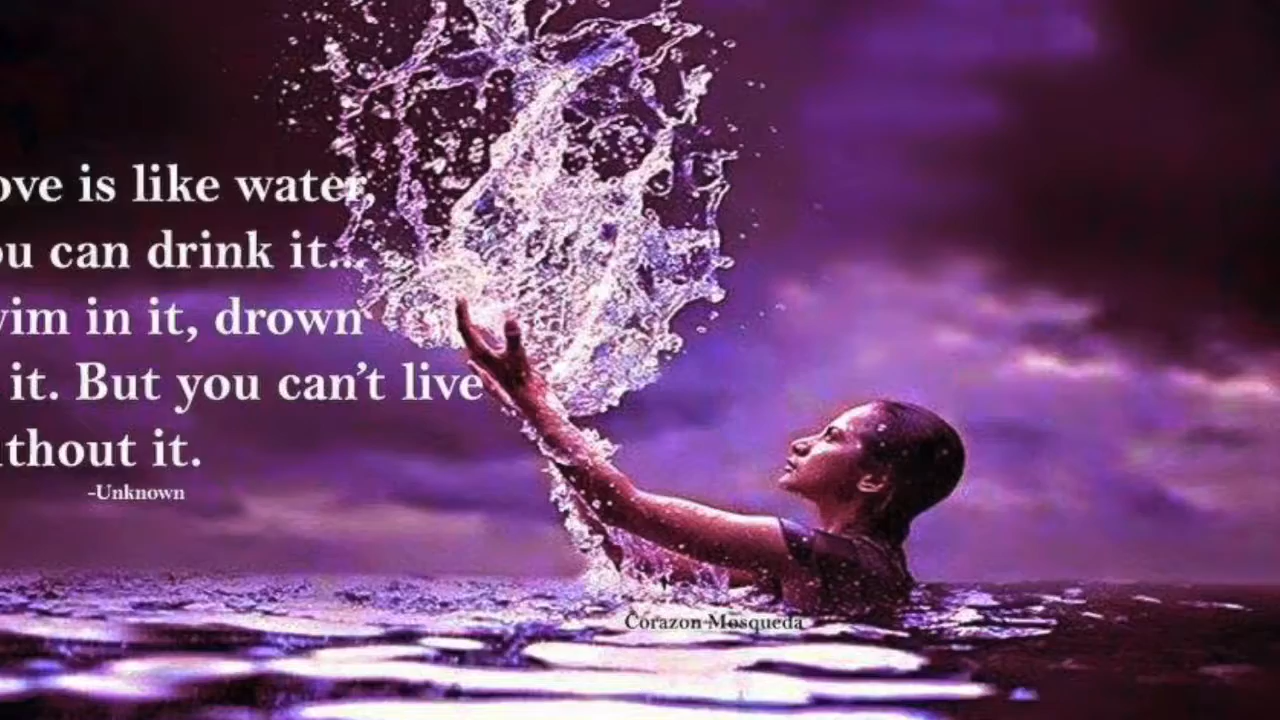 ove is like water,
ou can drink it...
vim in it, drown
it. But you can't live
thout it.
-Unknown
Corazon Mosqueda